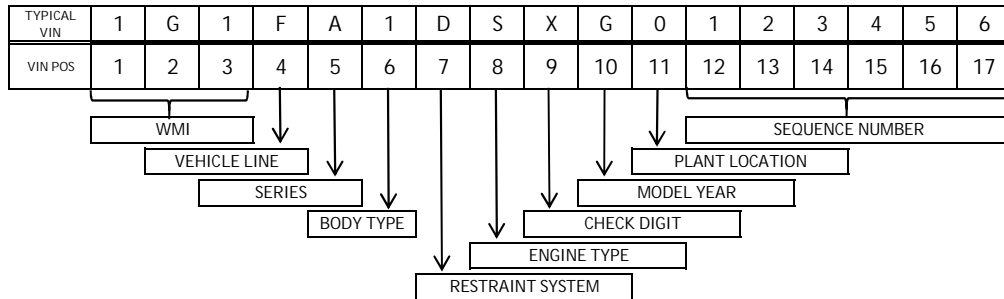 TYPICAL VIN 1 G 1 F A 1 D S X G 0 1 2 3 4 5 6
VIN POS 1 2 3 4 5 6 7 8 9 10 11 12 13 14 15 16 17
WMI SEQUENCE NUMBER
VEHICLE LINE PLANT LOCATION
SERIES MODEL YEAR
BODY TYPE CHECK DIGIT
ENGINE TYPE
RESTRAINT SYSTEM